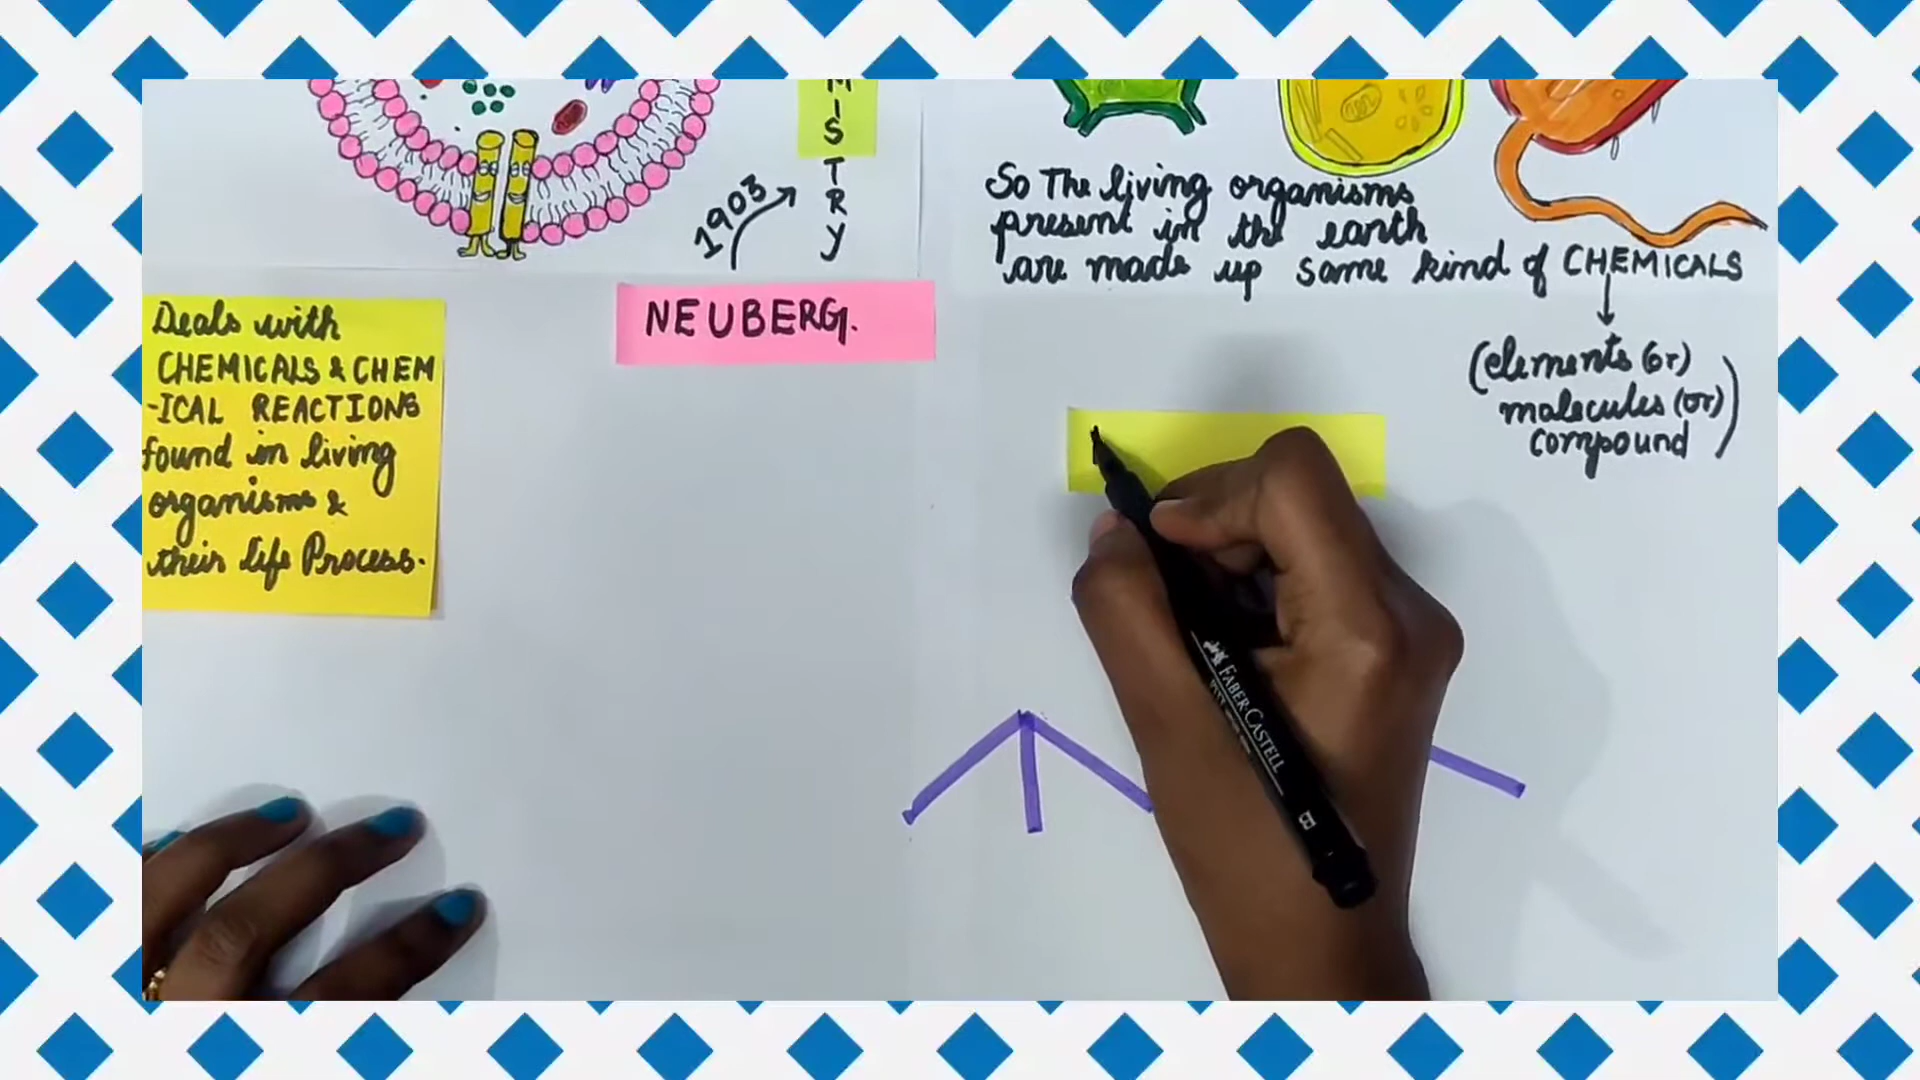 M
I
S
T
R
Y
1903
NEUBERG.
Deals with
CHEMICALS & CHEM
-ICAL REACTIONS
found in living
organisms &
their life Process.
So The living organisms
present in the earth
are made up some kind of CHEMICALS
(elements (or)
molecules (or)
compound)
FABER-CASTELL
B